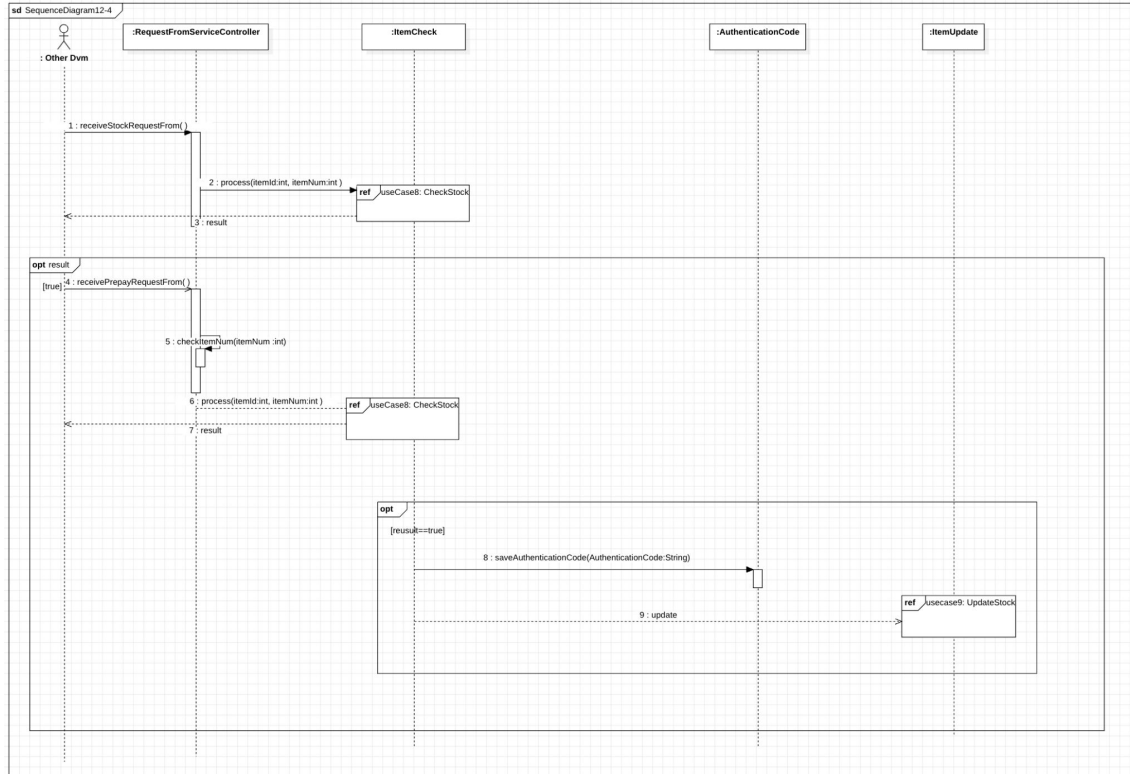 sd SequenceDiagram12-4
: Other Dvm
:RequestFromServiceController
:ItemCheck
:AuthenticationCode
:ItemUpdate
1 : receiveStockRequestFrom( )
2 : process(itemId:int, itemNum:int )
ref useCase8: CheckStock
3 : result
opt result
[true]
4 : receivePrepayRequestFrom( )
5 : checkItemNum(itemNum :int)
6 : process(itemId:int, itemNum:int )
ref useCase8: CheckStock
7 : result
opt
[reusult==true]
8 : saveAuthenticationCode(AuthenticationCode:String)
ref usecase9: UpdateStock
9 : update